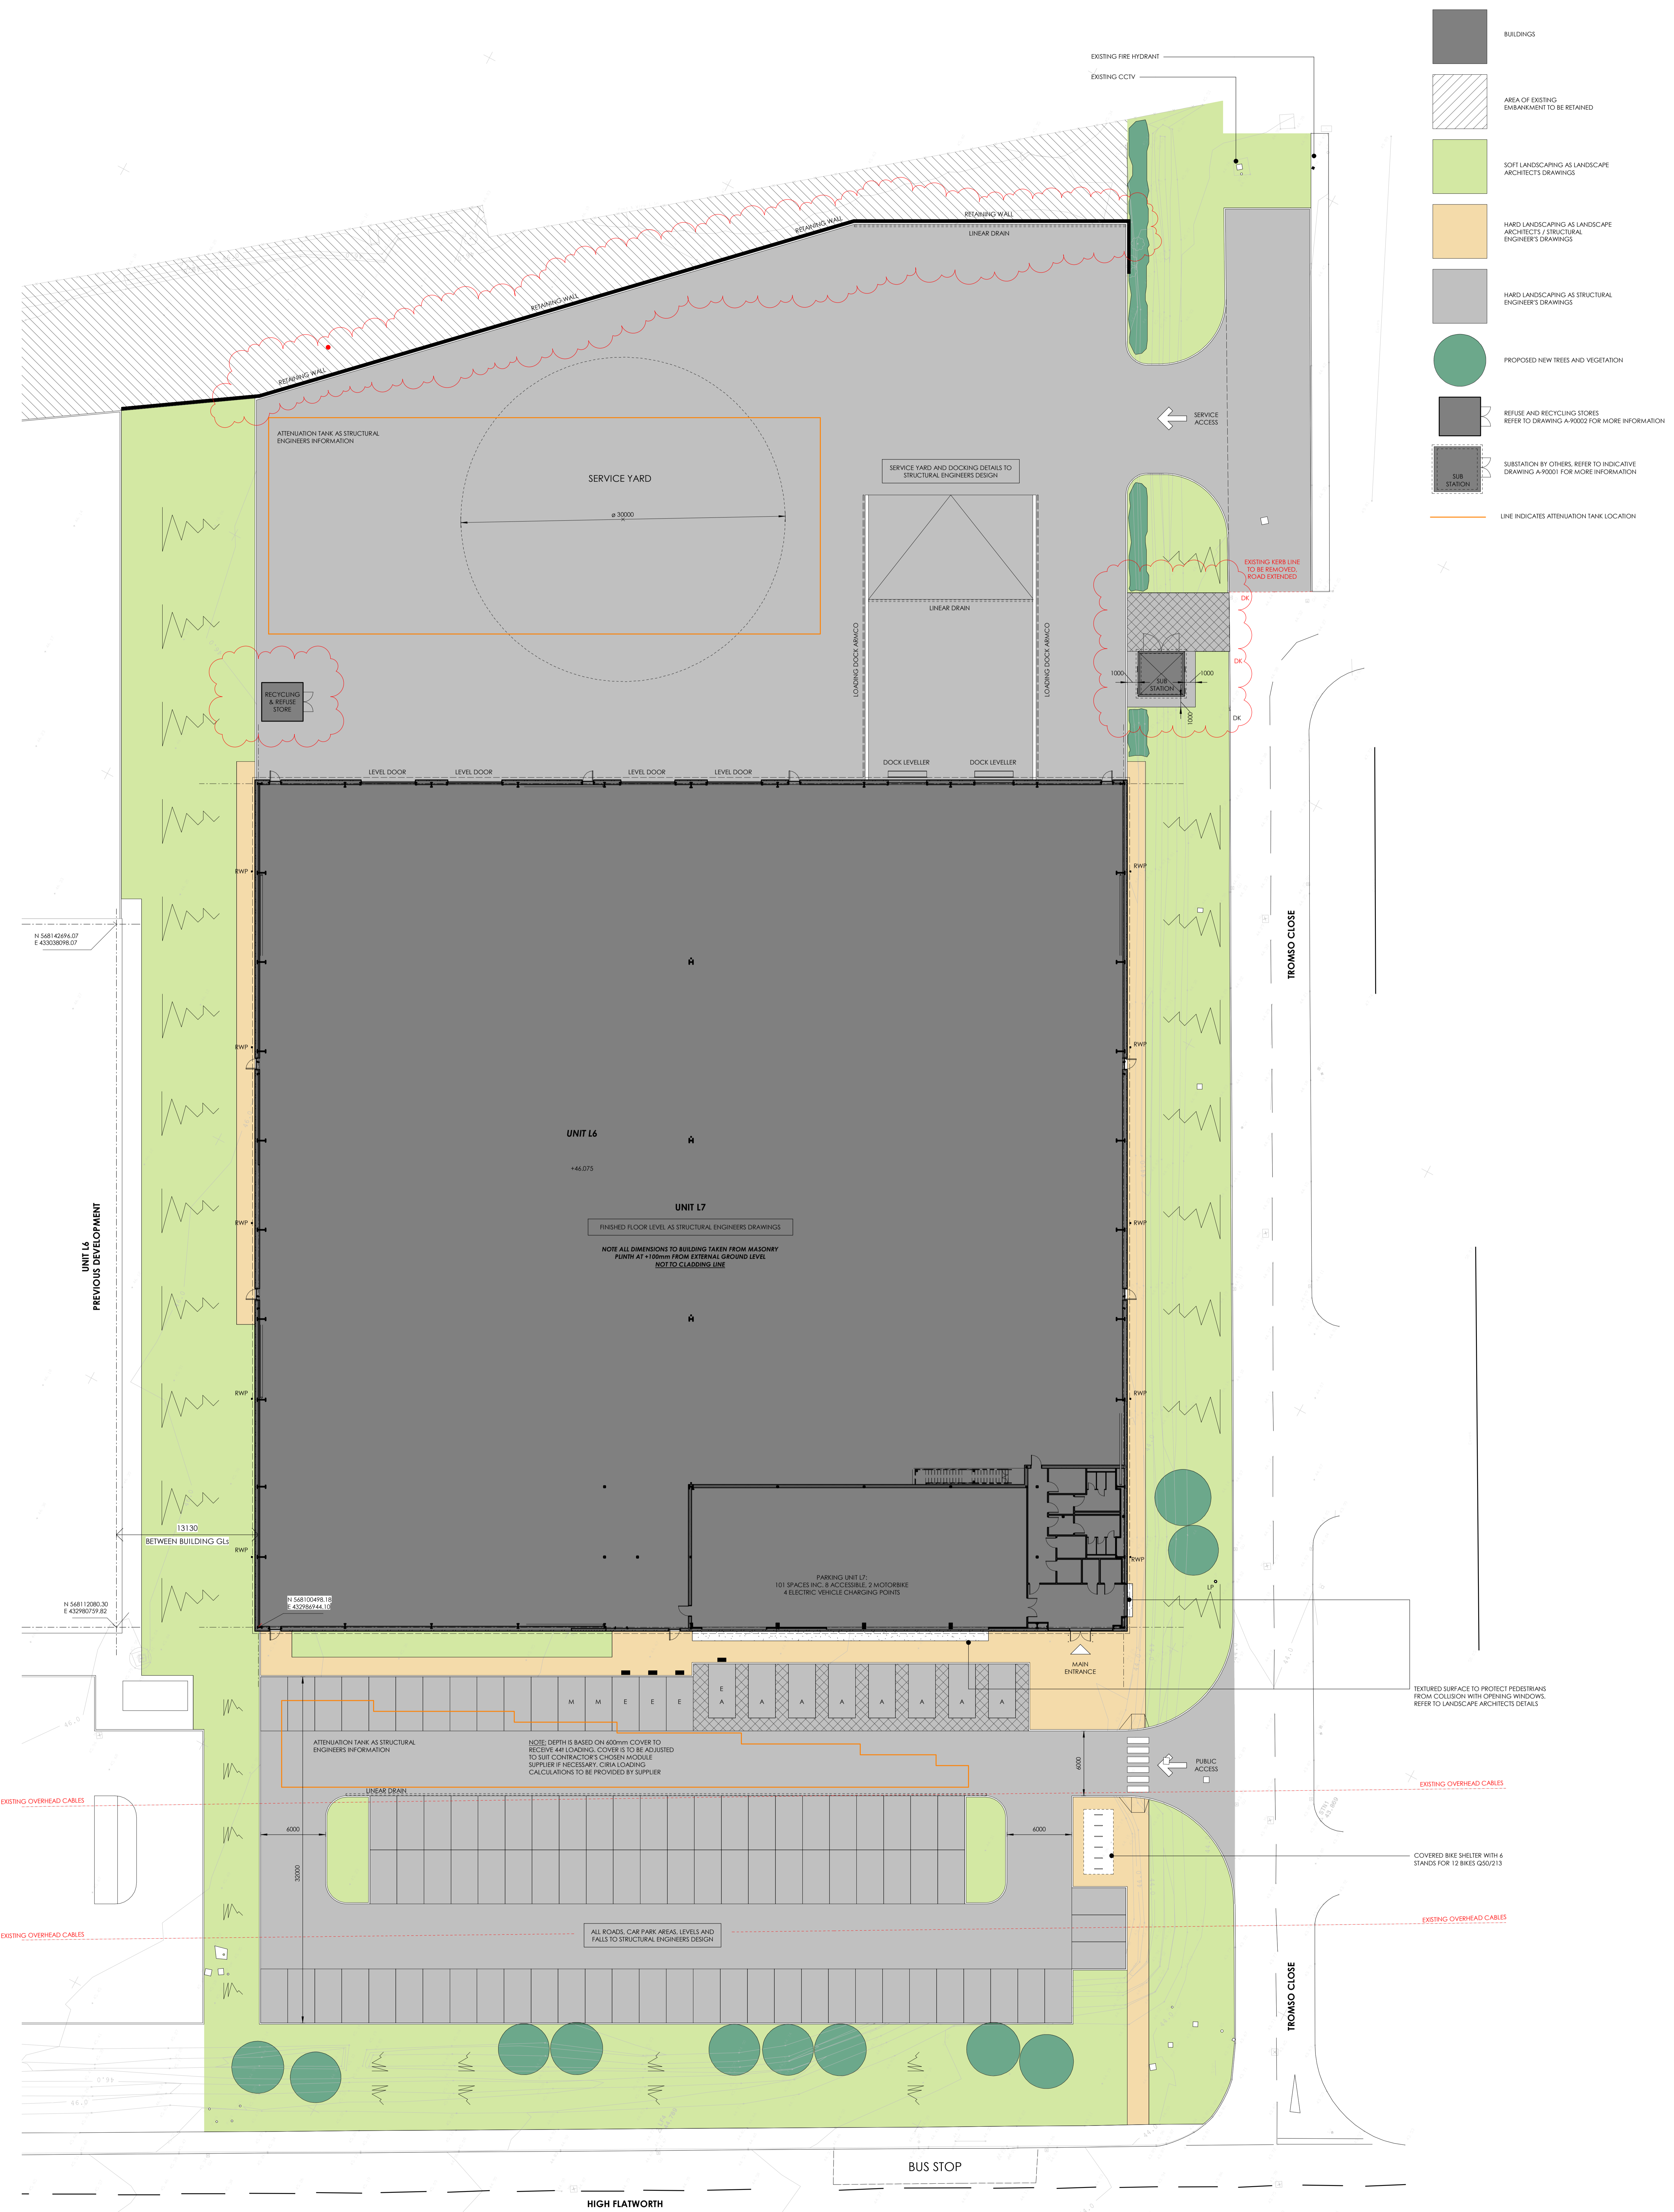 EXISTING FIRE HYDRANT
EXISTING CCTV
BUILDINGS
AREA OF EXISTING
EMBANKMENT TO BE RETAINED
SOFT LANDSCAPING AS LANDSCAPE
ARCHITECTS DRAWINGS
HARD LANDSCAPING AS LANDSCAPE
ARCHITECTS / STRUCTURAL
ENGINEER'S DRAWINGS
HARD LANDSCAPING AS STRUCTURAL
ENGINEER'S DRAWINGS
PROPOSED NEW TREES AND VEGETATION
REFUSE AND RECYCLING STORES
REFER TO DRAWING A-90002 FOR MORE INFORMATION
SUB
STATION
SUBSTATION BY OTHERS, REFER TO INDICATIVE
DRAWING A-90001 FOR MORE INFORMATION
LINE INDICATES ATTENUATION TANK LOCATION
RETAINING WALL
LINEAR DRAIN
RETAINING WALL
RETAINING WALL
RETAINING WALL
SERVICE
ACCESS
ATTENUATION TANK AS STRUCTURAL
ENGINEERS INFORMATION
SERVICE YARD
ø 30000
SERVICE YARD AND DOCKING DETAILS TO
STRUCTURAL ENGINEERS DESIGN
LINEAR DRAIN
LOADING DOCK ARMCO
LOADING DOCK ARMCO
EXISTING KERB LINE
TO BE REMOVED,
ROAD EXTENDED
DK
DK
DK
1000
1000
1000
SUB
STATION
RECYCLING
& REFUSE
STORE
LEVEL DOOR
LEVEL DOOR
LEVEL DOOR
LEVEL DOOR
DOCK LEVELLER
DOCK LEVELLER
RWP
RWP
N 568142696.07
E 433038098.07
TROMSO CLOSE
RWP
RWP
UNIT L6
+46.075
UNIT L7
FINISHED FLOOR LEVEL AS STRUCTURAL ENGINEERS DRAWINGS
NOTE ALL DIMENSIONS TO BUILDING TAKEN FROM MASONRY
PLINTH AT +100mm FROM EXTERNAL GROUND LEVEL
NOT TO CLADDING LINE
RWP
RWP
UNIT L6
PREVIOUS DEVELOPMENT
RWP
RWP
13130
BETWEEN BUILDING GLs
RWP
RWP
PARKING UNIT L7:
101 SPACES INC. 8 ACCESSIBLE, 2 MOTORBIKE
4 ELECTRIC VEHICLE CHARGING POINTS
LP
N 568112080.30
E 432980759.82
N 568100498.18
E 432986944.10
MAIN
ENTRANCE
TEXTURED SURFACE TO PROTECT PEDESTRIANS
FROM COLLISION WITH OPENING WINDOWS.
REFER TO LANDSCAPE ARCHITECTS DETAILS
M
M
E
E
E
E
A
A
A
A
A
A
A
A
ATTENUATION TANK AS STRUCTURAL
ENGINEERS INFORMATION
NOTE: DEPTH IS BASED ON 600mm COVER TO
RECEIVE 44t LOADING, COVER IS TO BE ADJUSTED
TO SUIT CONTRACTOR'S CHOSEN MODULE
SUPPLIER IF NECESSARY. CIRIA LOADING
CALCULATIONS TO BE PROVIDED BY SUPPLIER
6000
PUBLIC
ACCESS
LINEAR DRAIN
EXISTING OVERHEAD CABLES
EXISTING OVERHEAD CABLES
6000
6000
32000
COVERED BIKE SHELTER WITH 6
STANDS FOR 12 BIKES Q50/213
ALL ROADS, CAR PARK AREAS, LEVELS AND
FALLS TO STRUCTURAL ENGINEERS DESIGN
EXISTING OVERHEAD CABLES
EXISTING OVERHEAD CABLES
TROMSO CLOSE
BUS STOP
HIGH FLATWORTH